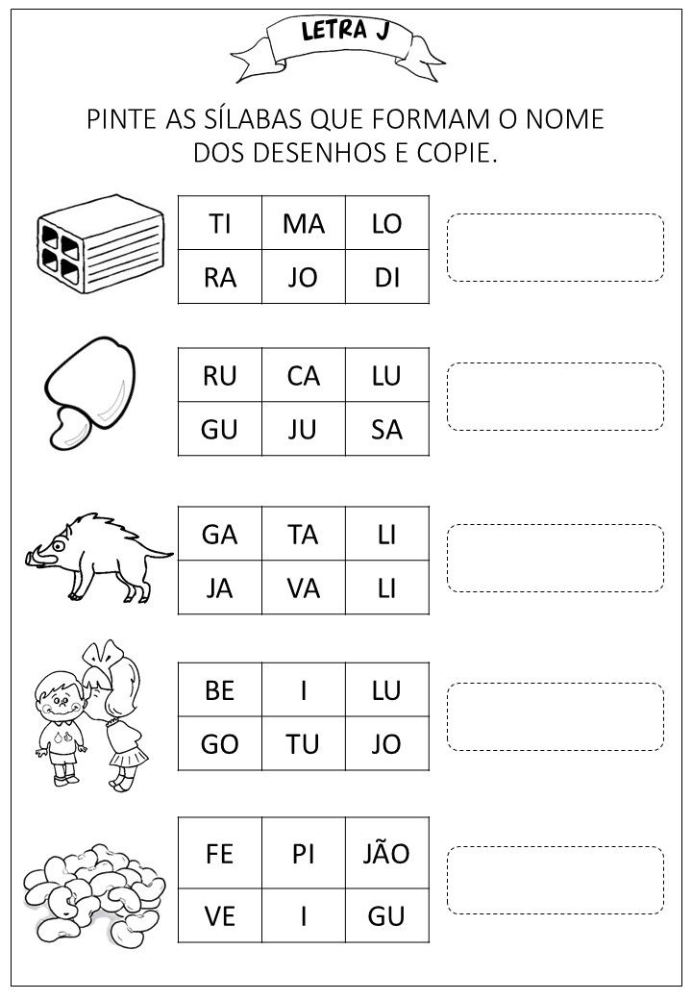 LETRA J
PINTE AS SÍLABAS QUE FORMAM O NOME
DOS DESENHOS E COPIE.
TI MA LO
RA JO DI
RU CA LU
GU JU SA
GA TA LI
JA VA LI
BE I LU
GO TU JO
FE PI JÃO
VE I GU